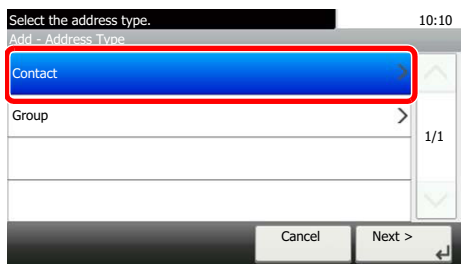 Select the address type.
10:10
Add - Address Type
Contact
Group
1/1
Cancel
Next >